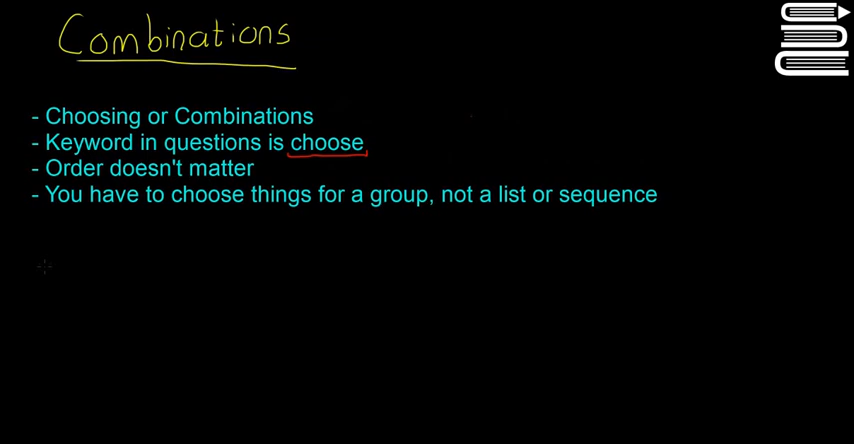 Combinations
- Choosing or Combinations
- Keyword in questions is choose
- Order doesn't matter
- You have to choose things for a group, not a list or sequence